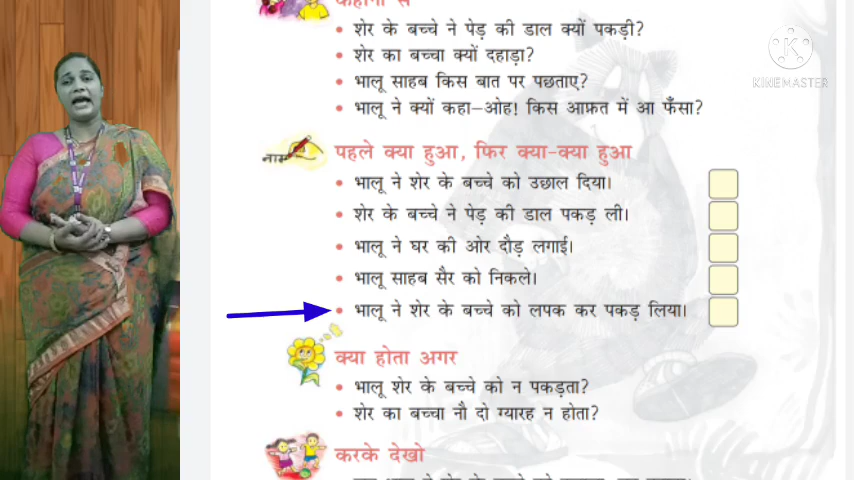 कहानी से
शेर के बच्चे ने पेड़ की डाल क्यों पकड़ी?
शेर का बच्चा क्यों दहाड़ा?
भालू साहब किस बात पर पछताए?
भालू ने क्यों कहा–ओह! किस आफ़त में आ फँसा?
KINEMASTER
नाम
पहले क्या हुआ, फिर क्या-क्या हुआ
भालू ने शेर के बच्चे को उछाल दिया।
शेर के बच्चे ने पेड़ की डाल पकड़ ली।
भालू ने घर की ओर दौड़ लगाई।
भालू साहब सैर को निकले।
भालू ने शेर के बच्चे को लपक कर पकड़ लिया।
क्या होता अगर
भालू शेर के बच्चे को न पकड़ता?
शेर का बच्चा नौ दो ग्यारह न होता?
करके देखो